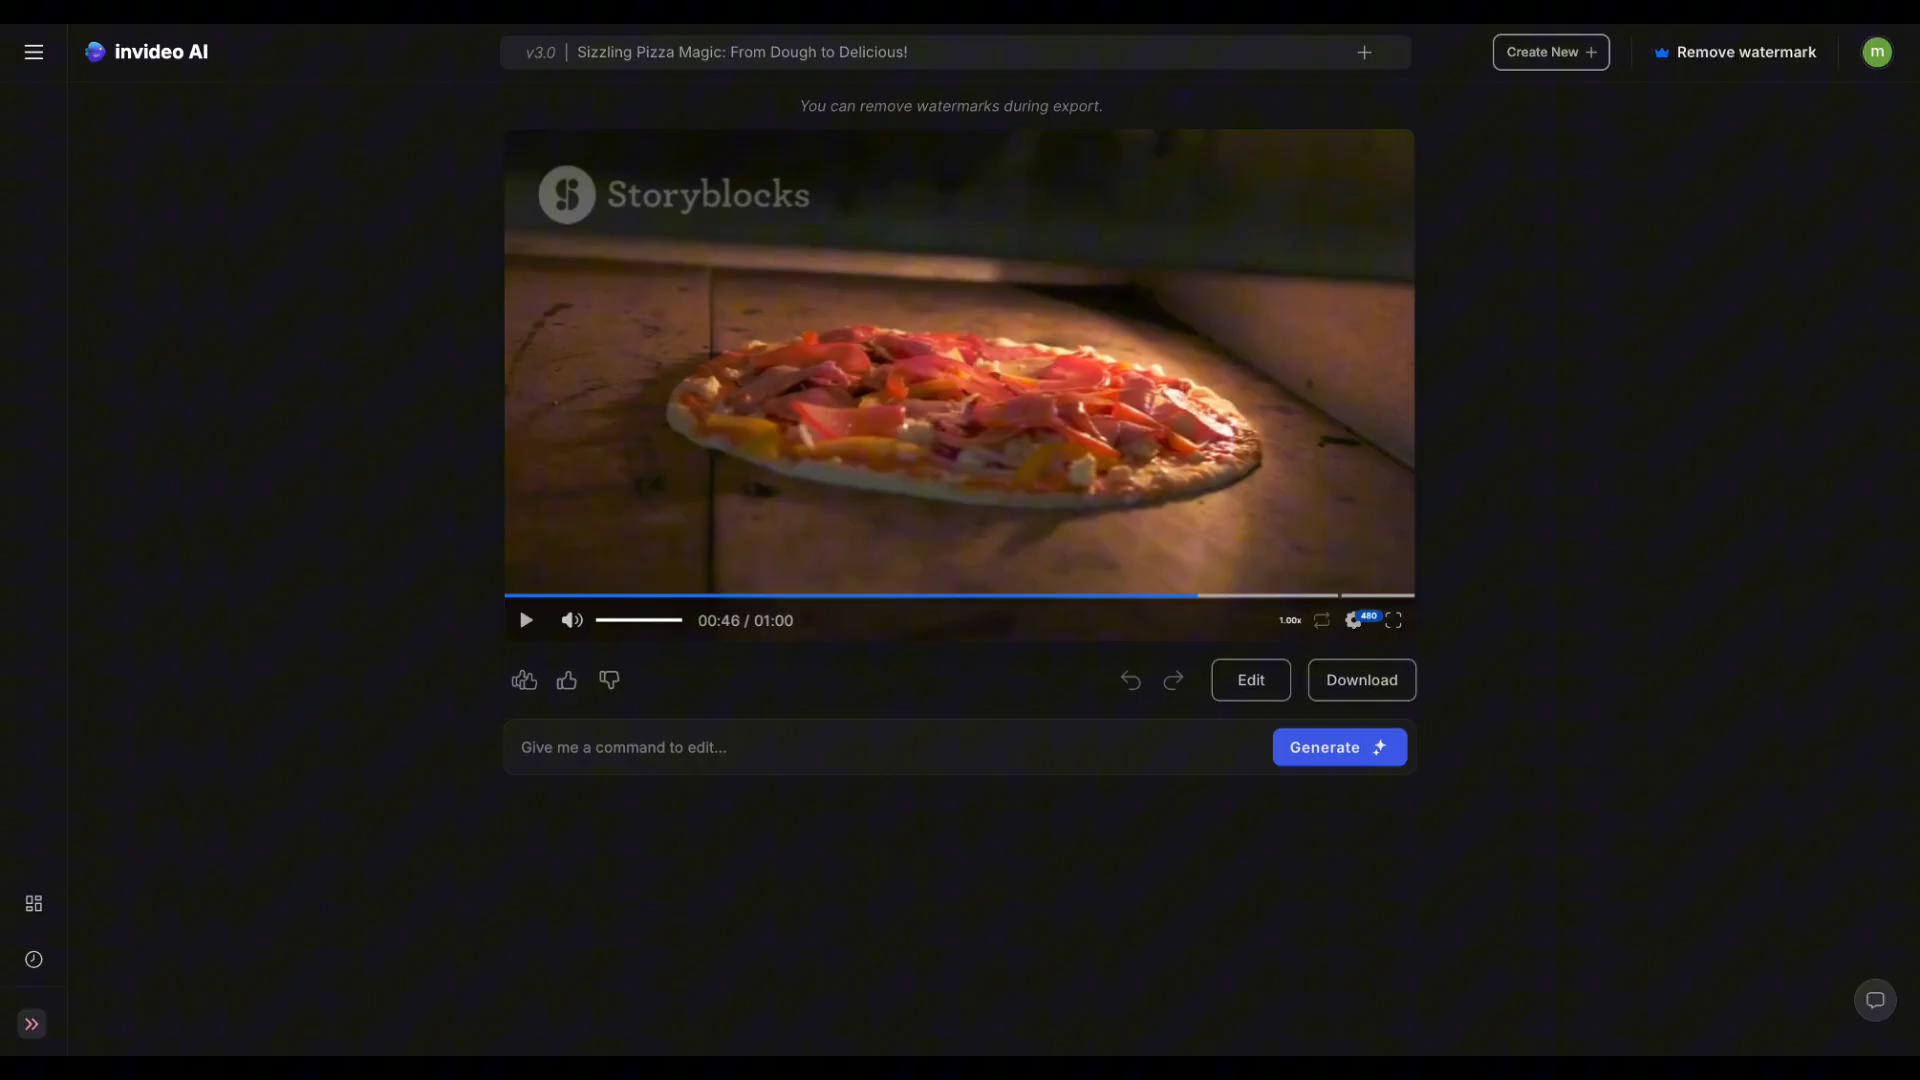 invideo AI
v3.0 | Sizzling Pizza Magic: From Dough to Delicious!
Create New
Remove watermark
m
You can remove watermarks during export.
Storyblocks
00:46 / 01:00
1.00x
480
Edit
Download
Give me a command to edit...
Generate